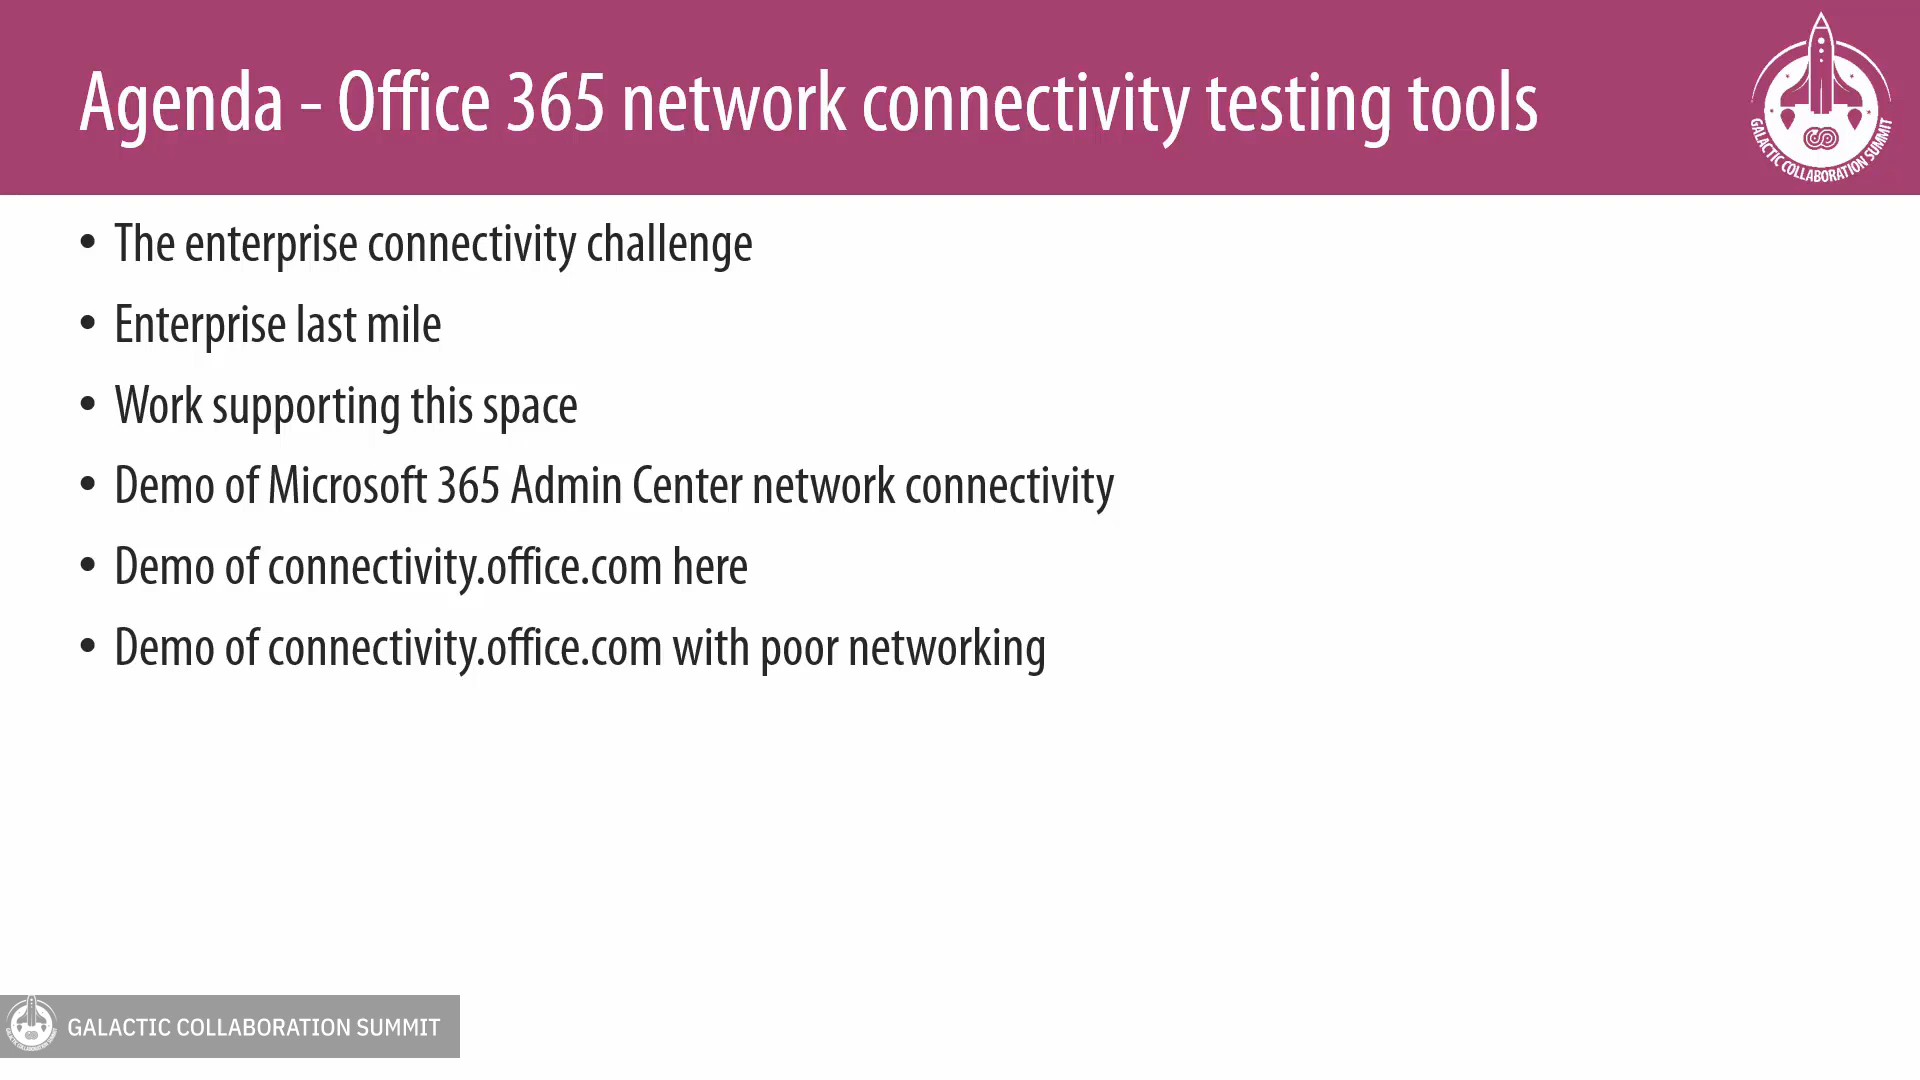 Agenda - Office 365 network connectivity testing tools
GALACTIC COLLABORATION SUMMIT
• The enterprise connectivity challenge
• Enterprise last mile
• Work supporting this space
• Demo of Microsoft 365 Admin Center network connectivity
• Demo of connectivity.office.com here
• Demo of connectivity.office.com with poor networking
GALACTIC COLLABORATION SUMMIT